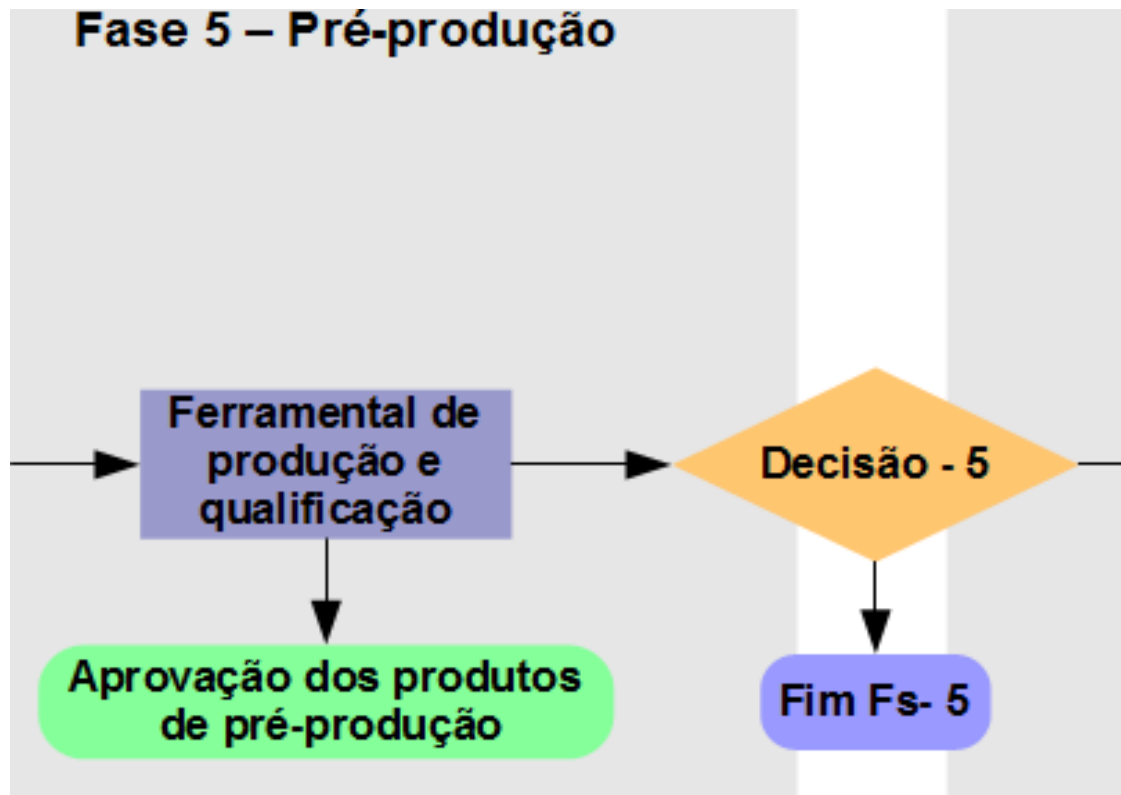 Fase 5 – Pré-produção
Ferramental de
produção e
qualificação
Decisão - 5
Aprovação dos produtos
de pré-produção
Fim Fs- 5